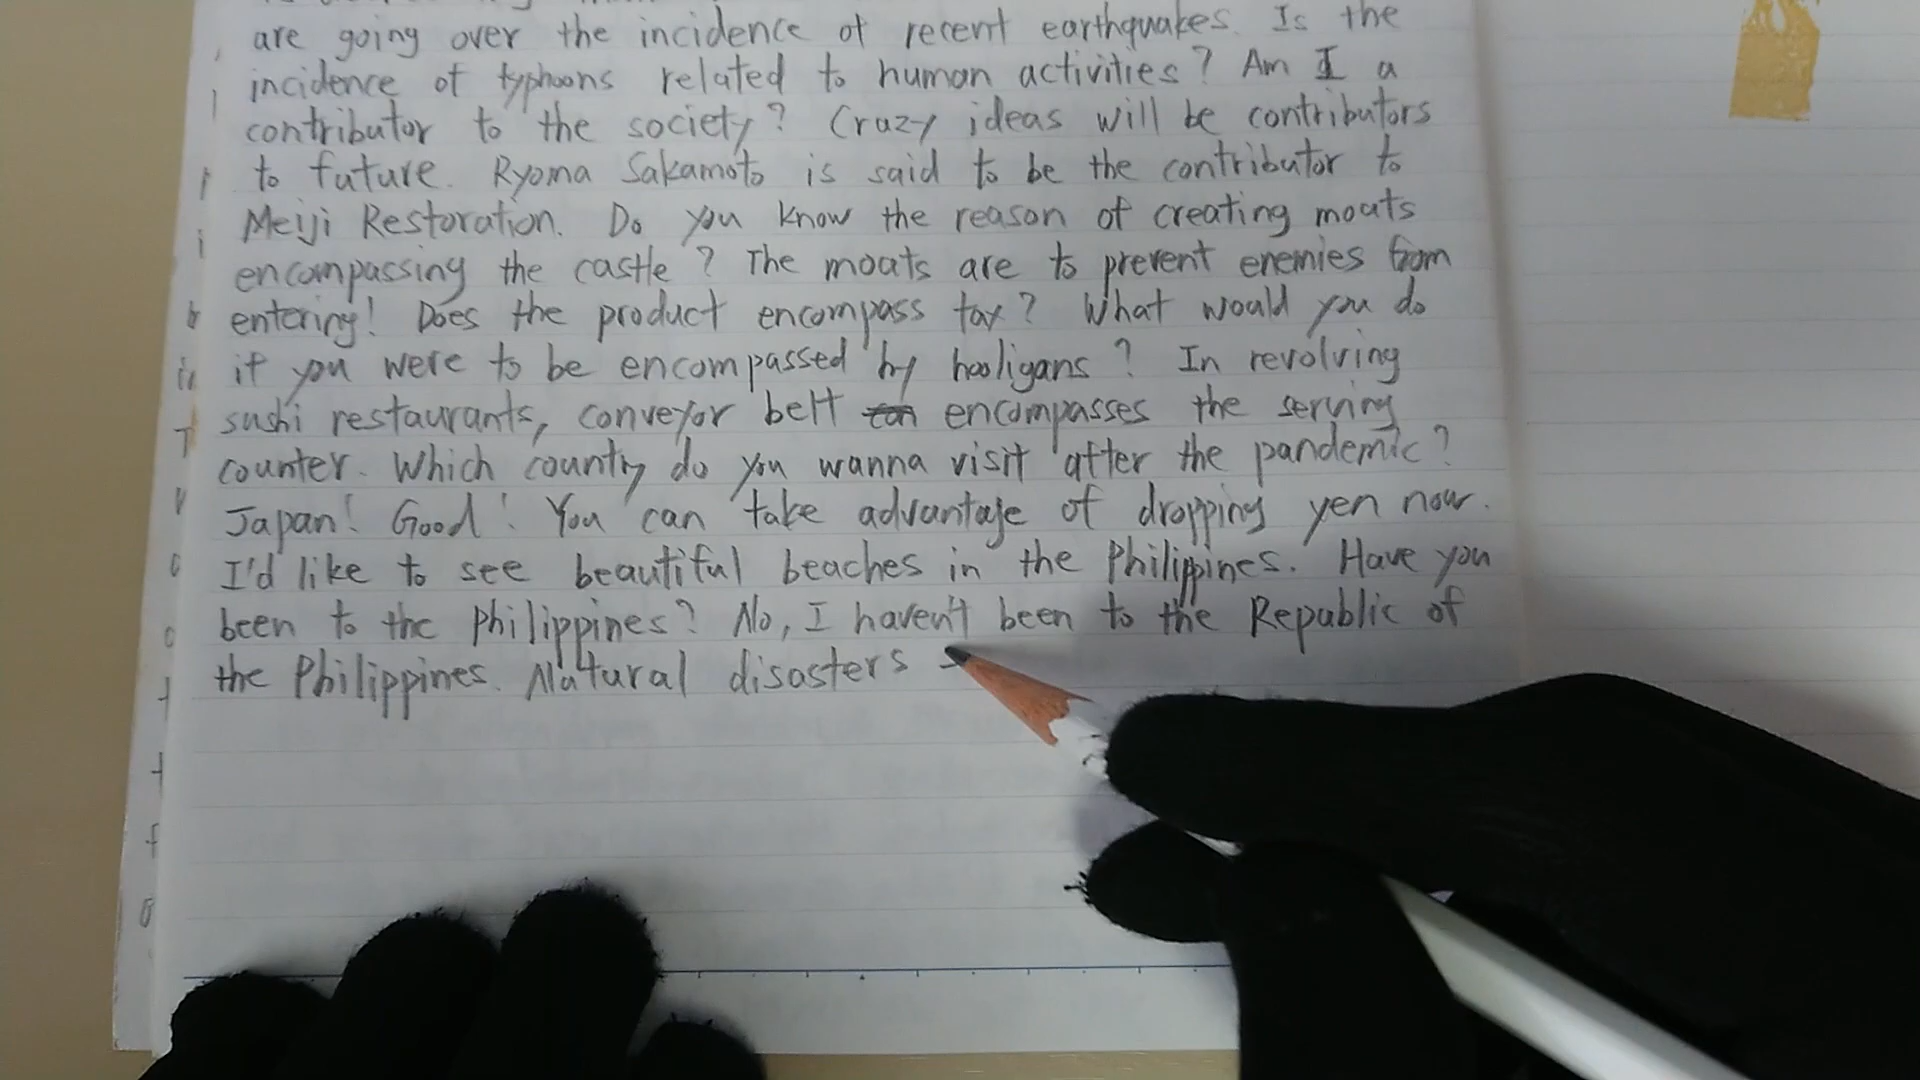 are going over the incidence of recent earthquakes. Is the
incidence of typhoons related to human activities? Am I a
contributor to the society? Crazy ideas will be contributors
to future. Ryoma Sakamoto is said to be the contributor to
Meiji Restoration. Do you know the reason of creating moats
encompassing the castle? The moats are to prevent enemies from
entering! Does the product encompass tax? What would you do
if you were to be encompassed by hooligans? In revolving
sushi restaurants, conveyor belt encompasses the serving
counter. Which country do you wanna visit after the pandemic?
Japan! Good! You can take advantage of dropping yen now.
I'd like to see beautiful beaches in the Philippines. Have you
been to the Philippines? No, I haven't been to the Republic of
the Philippines. Natural disasters